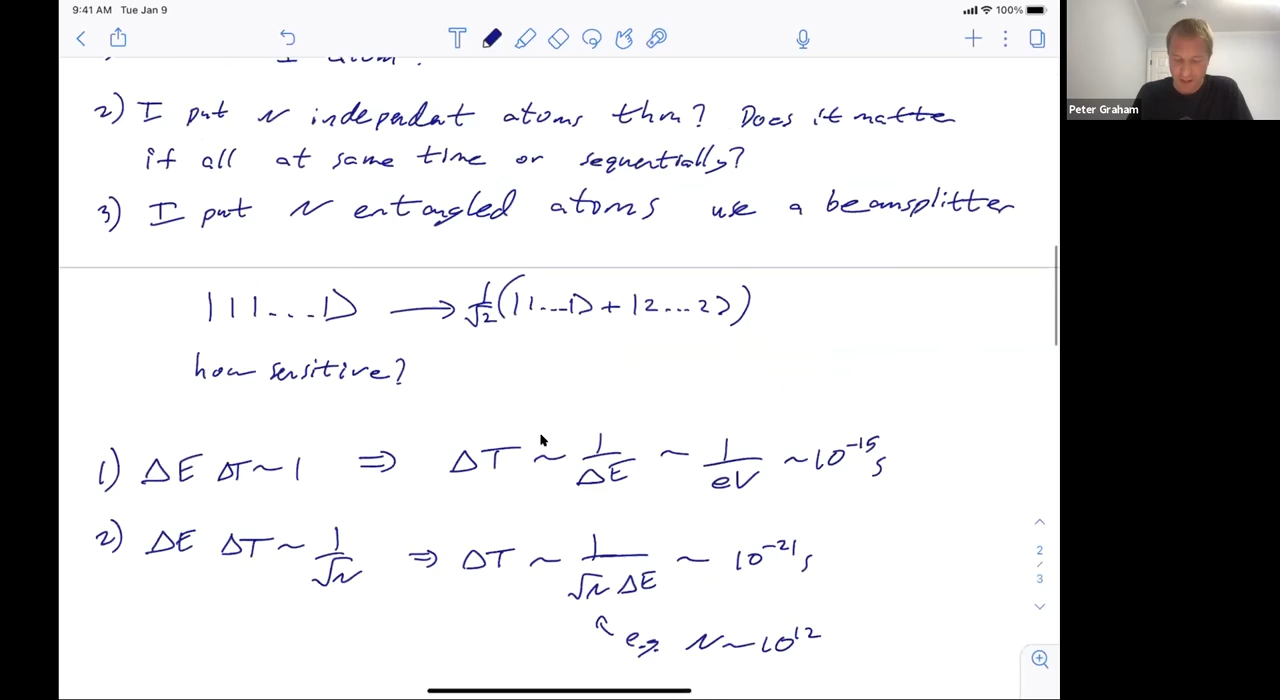 9:41 AM Tue Jan 9
100%
Peter Graham
I atom?
2) I put N independent atoms thru? Does it matter
if all at same time or sequentially?
3) I put N entangled atoms use a beamsplitter
|11...1⟩ → 1/√2 (|1...1⟩ + |2...2⟩)
how sensitive?
1) ΔE ΔT ~ 1 ⇒ ΔT ~ 1/ΔE ~ 1/eV ~ 10^-15 s
2) ΔE ΔT ~ 1/√N ⇒ ΔT ~ 1/(√N ΔE) ~ 10^-21 s
e.g. N ~ 10^12
2
/
3